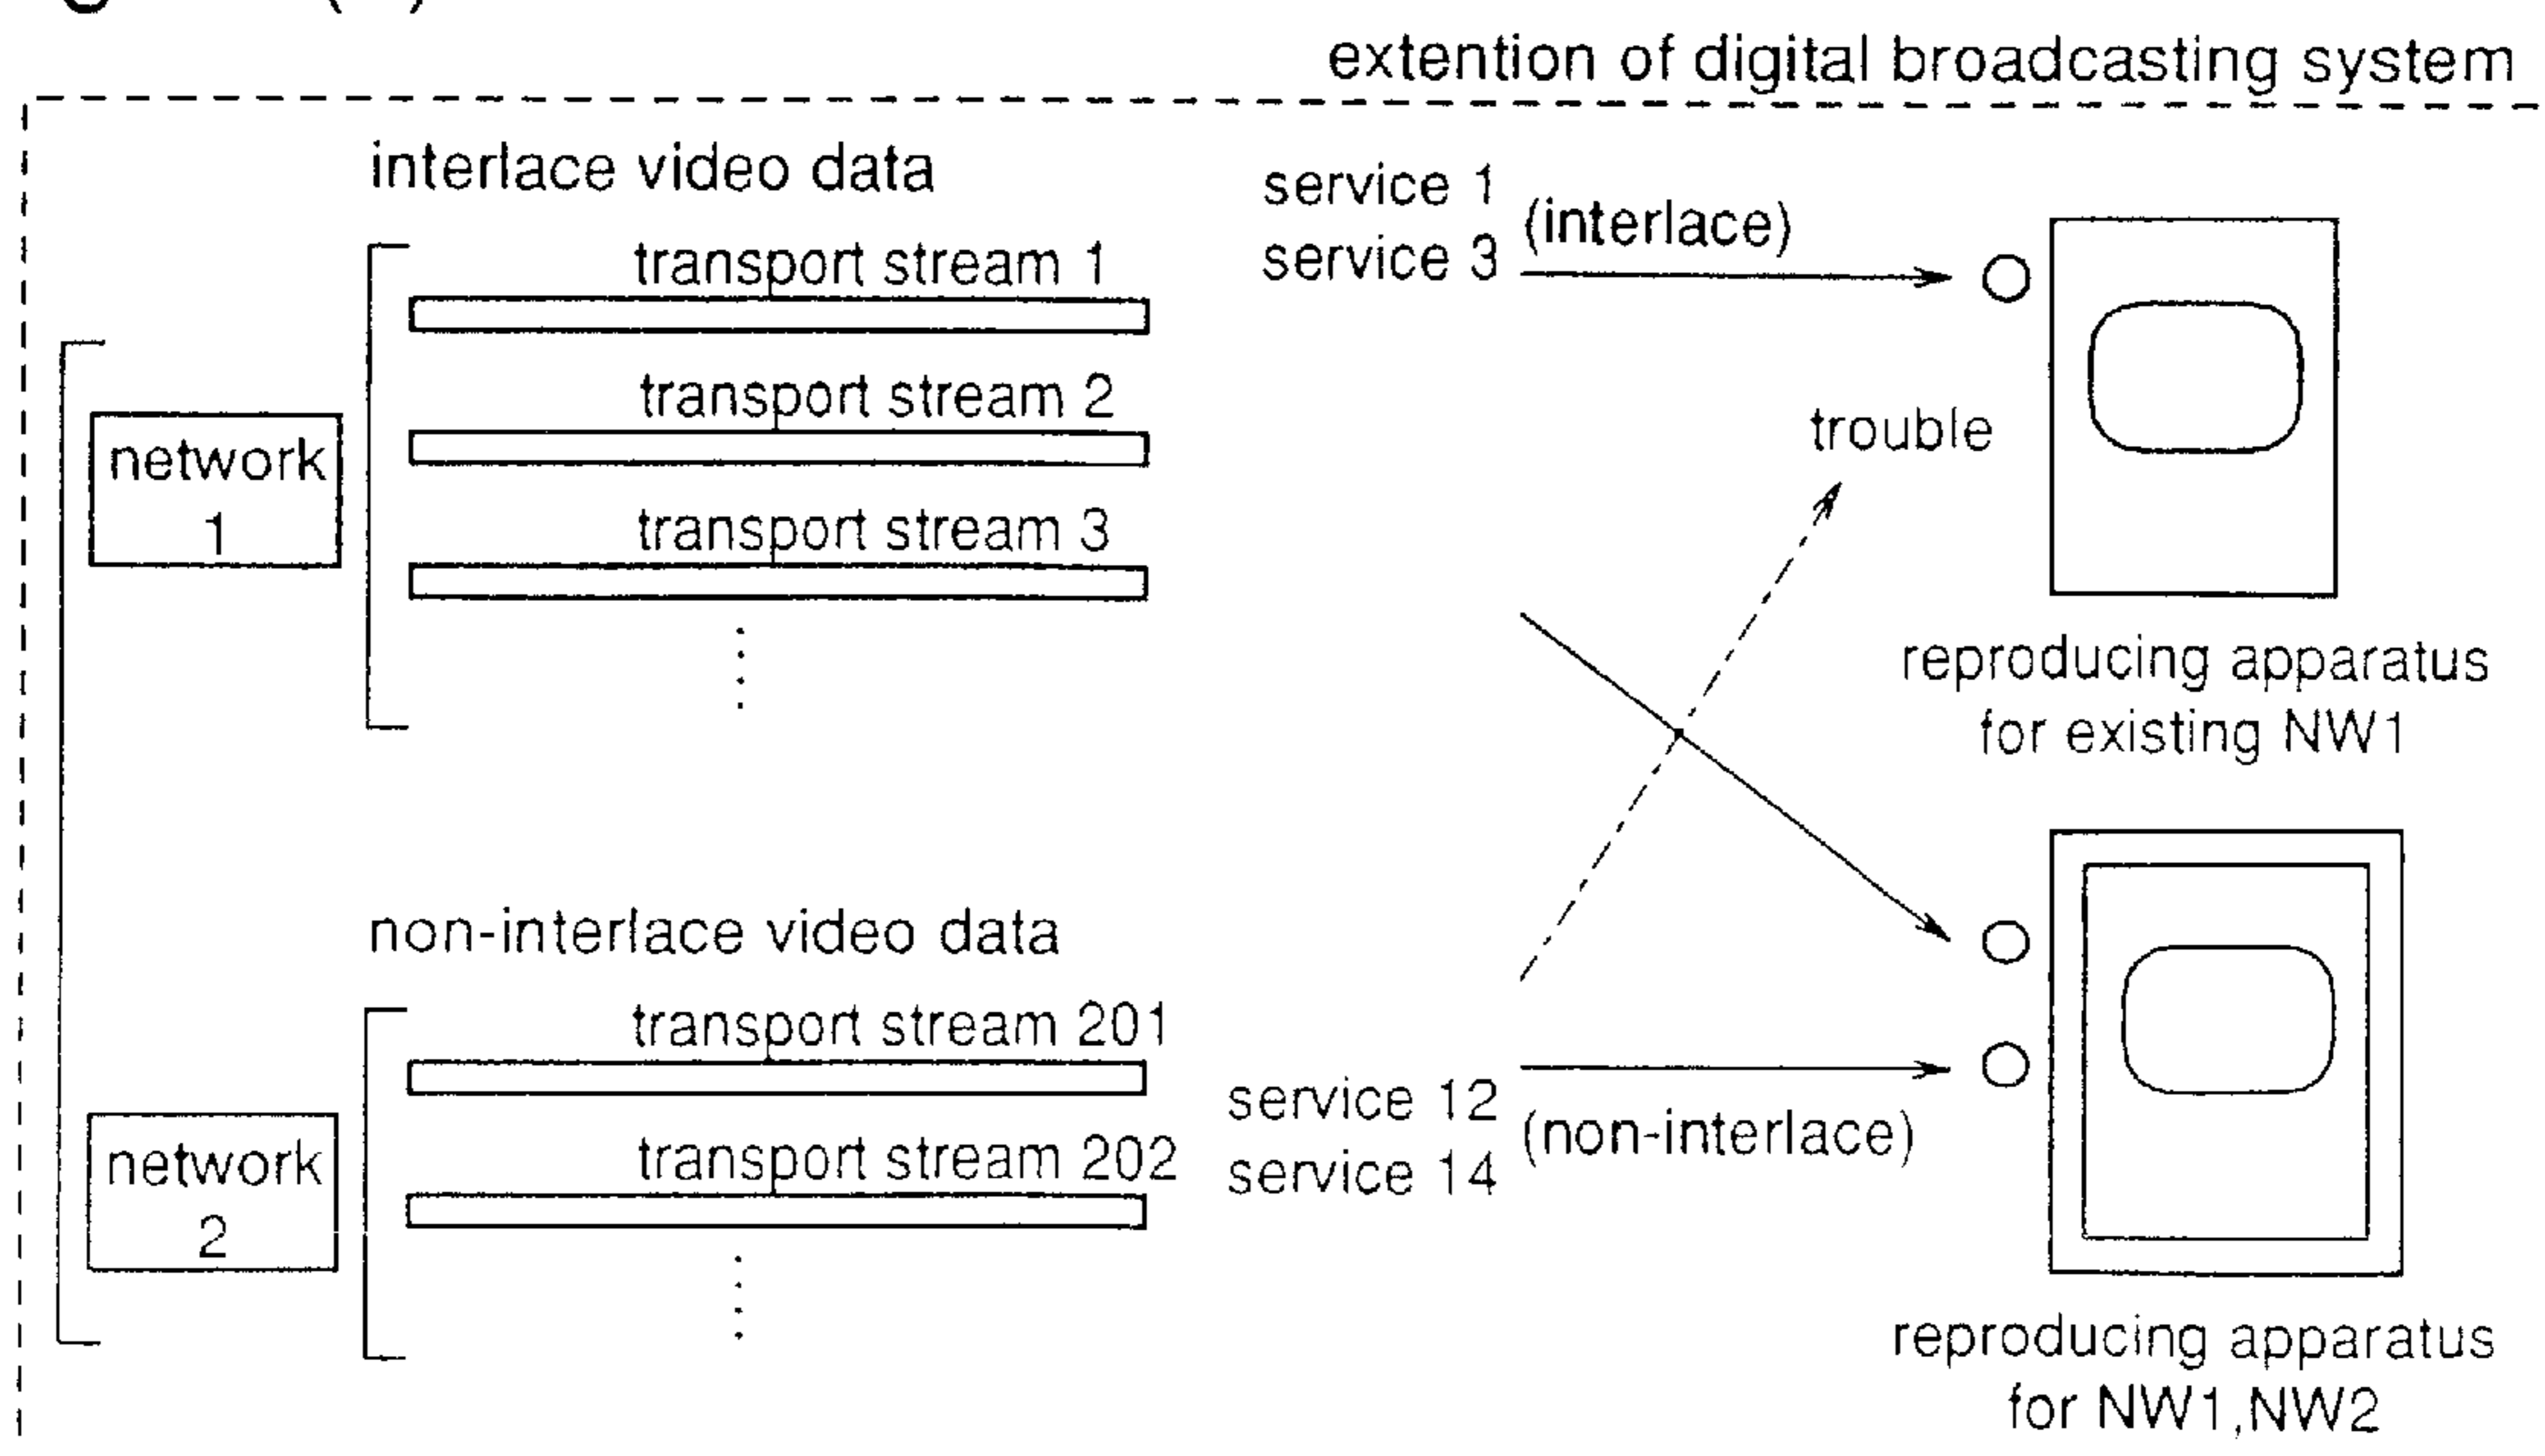 extention of digital broadcasting system
interlace video data
transport stream 1
transport stream 2
transport stream 3
network
1
service 1
service 3
(interlace)
trouble
reproducing apparatus
for existing NW1
non-interlace video data
transport stream 201
transport stream 202
network
2
service 12
service 14
(non-interlace)
reproducing apparatus
for NW1,NW2